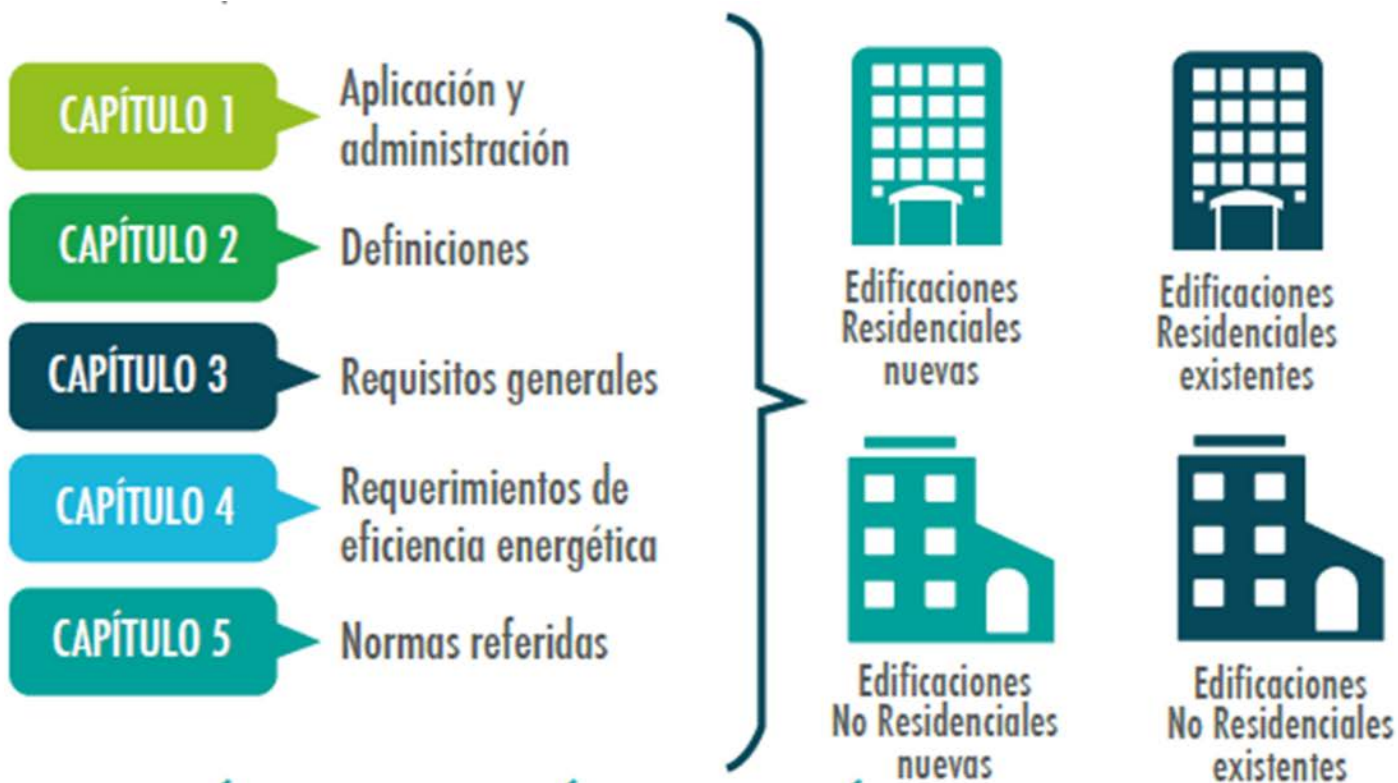 CAPÍTULO 1
Aplicación y
administración
CAPÍTULO 2
Definiciones
CAPÍTULO 3
Requisitos generales
CAPÍTULO 4
Requerimientos de
eficiencia energética
CAPÍTULO 5
Normas referidas
Edificaciones
Residenciales
nuevas
Edificaciones
Residenciales
existentes
Edificaciones
No Residenciales
nuevas
Edificaciones
No Residenciales
existentes